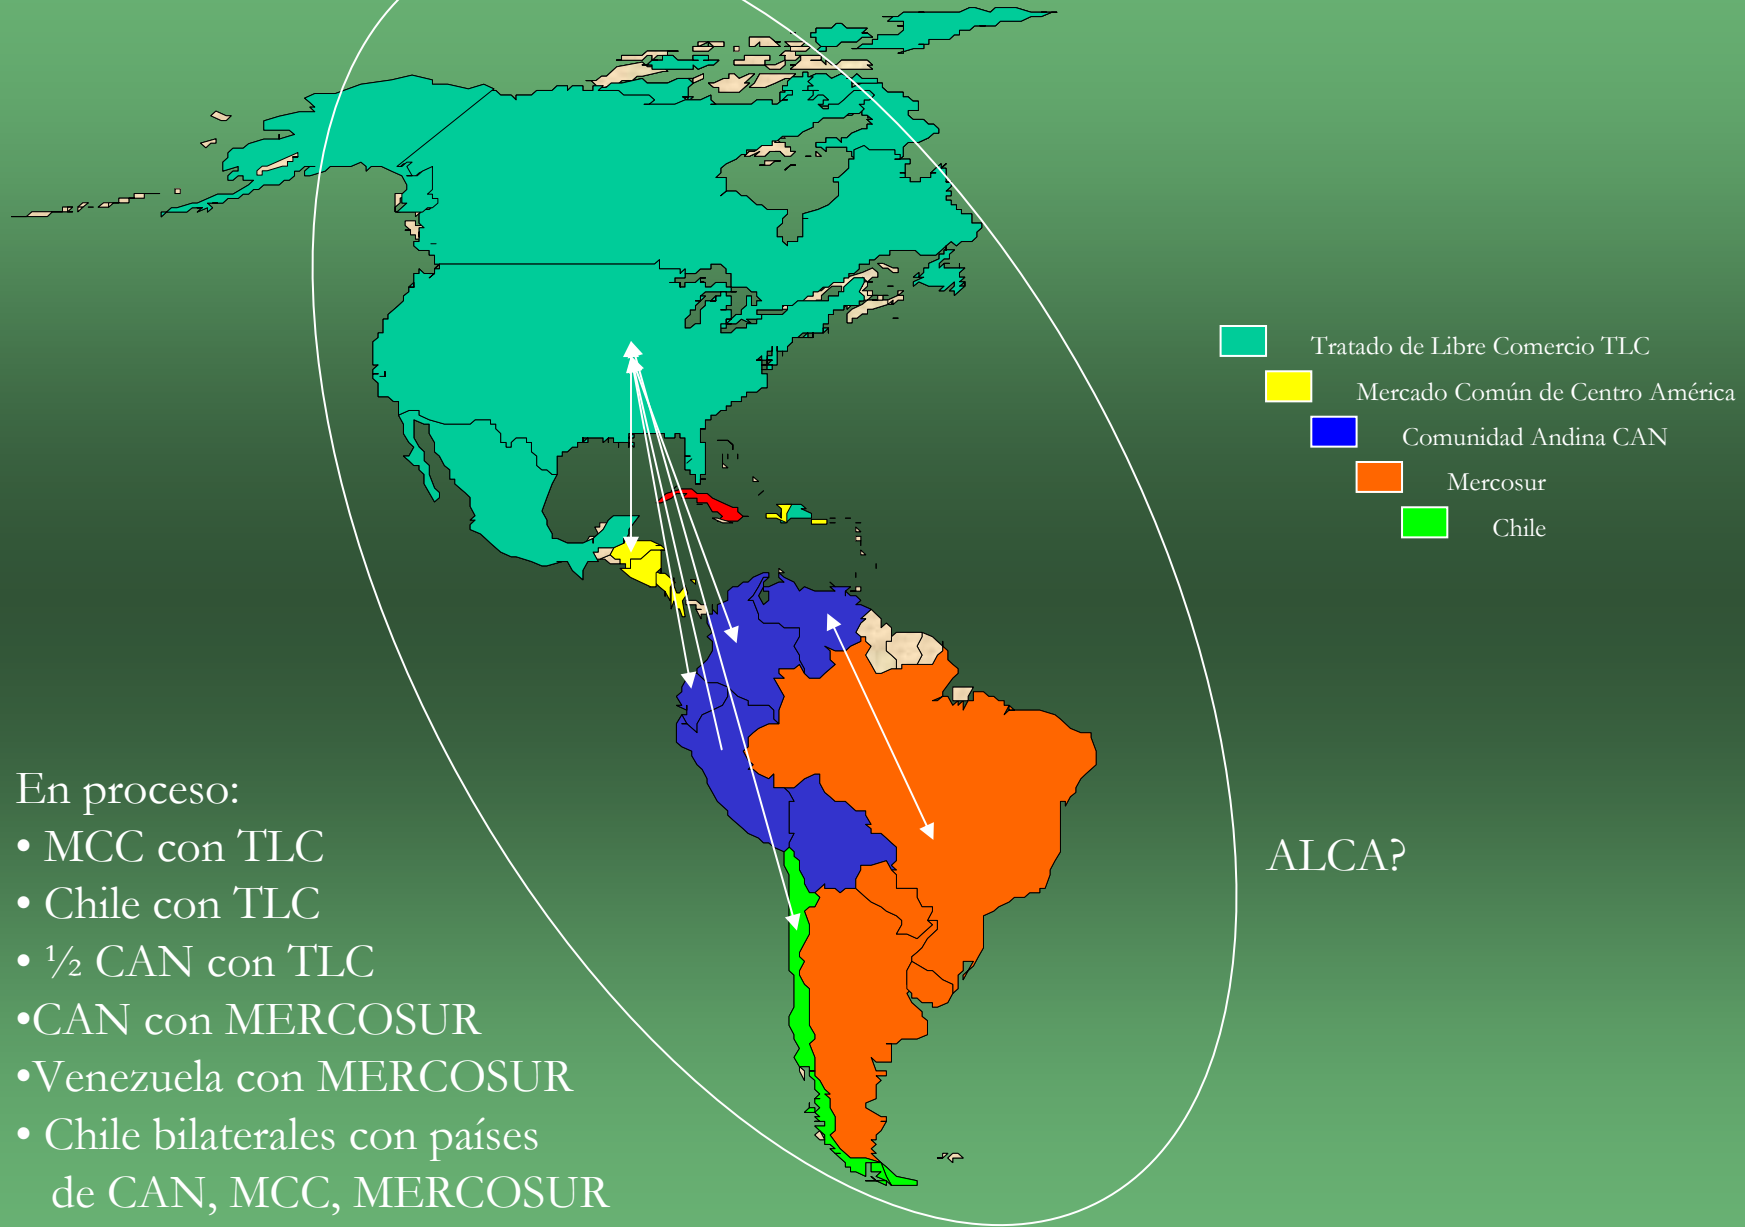 Tratado de Libre Comercio TLC
Mercado Común de Centro América
Comunidad Andina CAN
Mercosur
Chile
En proceso:
• MCC con TLC
• Chile con TLC
• ½ CAN con TLC
•CAN con MERCOSUR
•Venezuela con MERCOSUR
• Chile bilaterales con países
de CAN, MCC, MERCOSUR
ALCA?